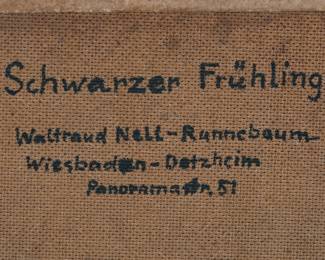 Schwarzer Frühling
Waltraud Nell-Runnebaum
Wiesbaden-Dotzheim
Panoramastr. 51